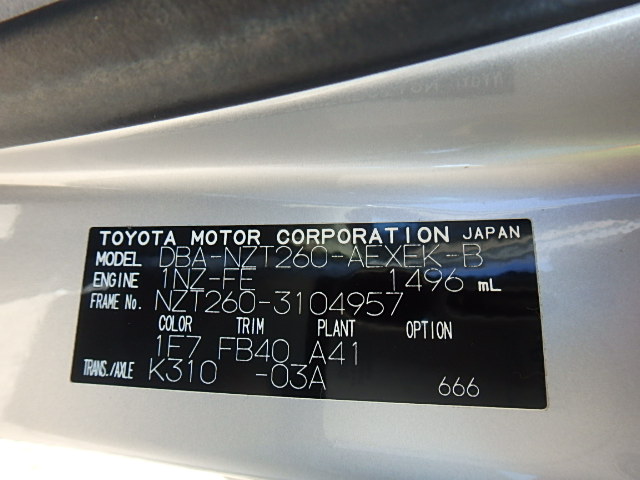 TOYOTA MOTOR CORPORATION JAPAN
MODEL DBA-NZT260-AEXEK-B
ENGINE 1NZ-FE 1496 mL
FRAME No. NZT260-3104957
COLOR TRIM PLANT OPTION
1E7 FB40 A41
TRANS./AXLE K310 -03A
666